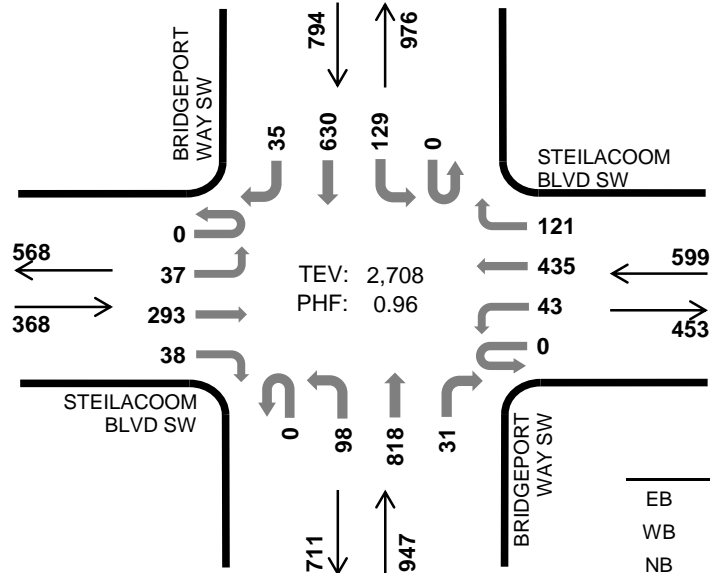 794
976
BRIDGEPORT
WAY SW
35
630
129
0
STEILACOOM
BLVD SW
0
121
568
37
TEV: 2,708
435
599
368
293
PHF: 0.96
43
453
38
0
STEILACOOM
BLVD SW
0
98
818
31
BRIDGEPORT
WAY SW
711
947
EB
WB
NB